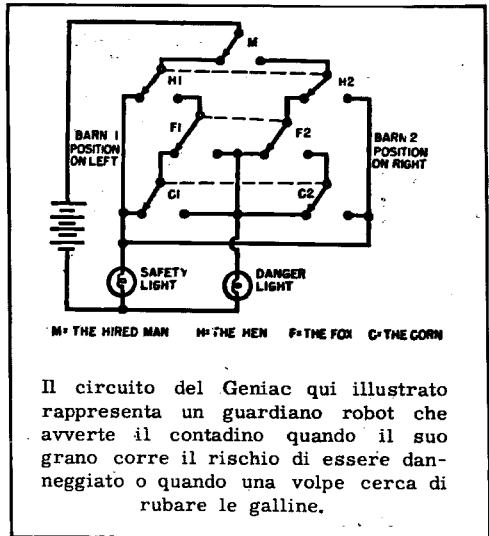 M
H1
H2
F1
F2
BARN 1
POSITION
ON LEFT
BARN 2
POSITION
ON RIGHT
C1
C2
SAFETY
LIGHT
DANGER
LIGHT
M= THE HIRED MAN H=THE HEN F=THE FOX C=THE CORN
Il circuito del Geniac qui illustrato
rappresenta un guardiano robot che
avverte il contadino quando il suo
grano corre il rischio di essere dan-
neggiato o quando una volpe cerca di
rubare le galline.